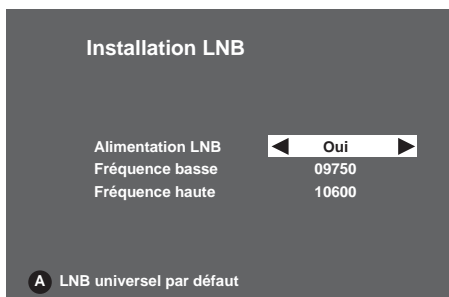 Installation LNB
Alimentation LNB Oui
Fréquence basse 09750
Fréquence haute 10600
A LNB universel par défaut